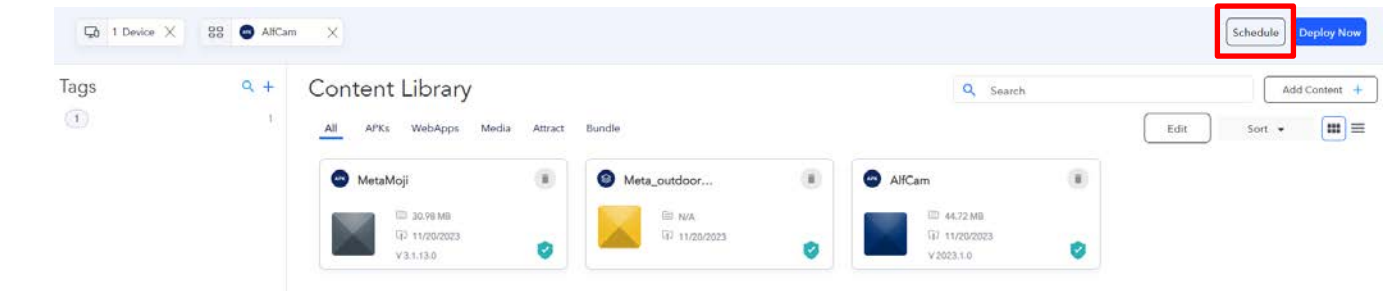 1 Device AlfCam Schedule Deploy Now
Tags
1 1
Content Library
Search
Add Content +
All APKs WebApps Media Attract Bundle
Edit Sort
APK MetaMoji
30.98 MB
11/20/2023
V 3.1.13.0
Meta_outdoor...
N/A
11/20/2023
APK AlfCam
44.72 MB
11/20/2023
V 2023.1.0